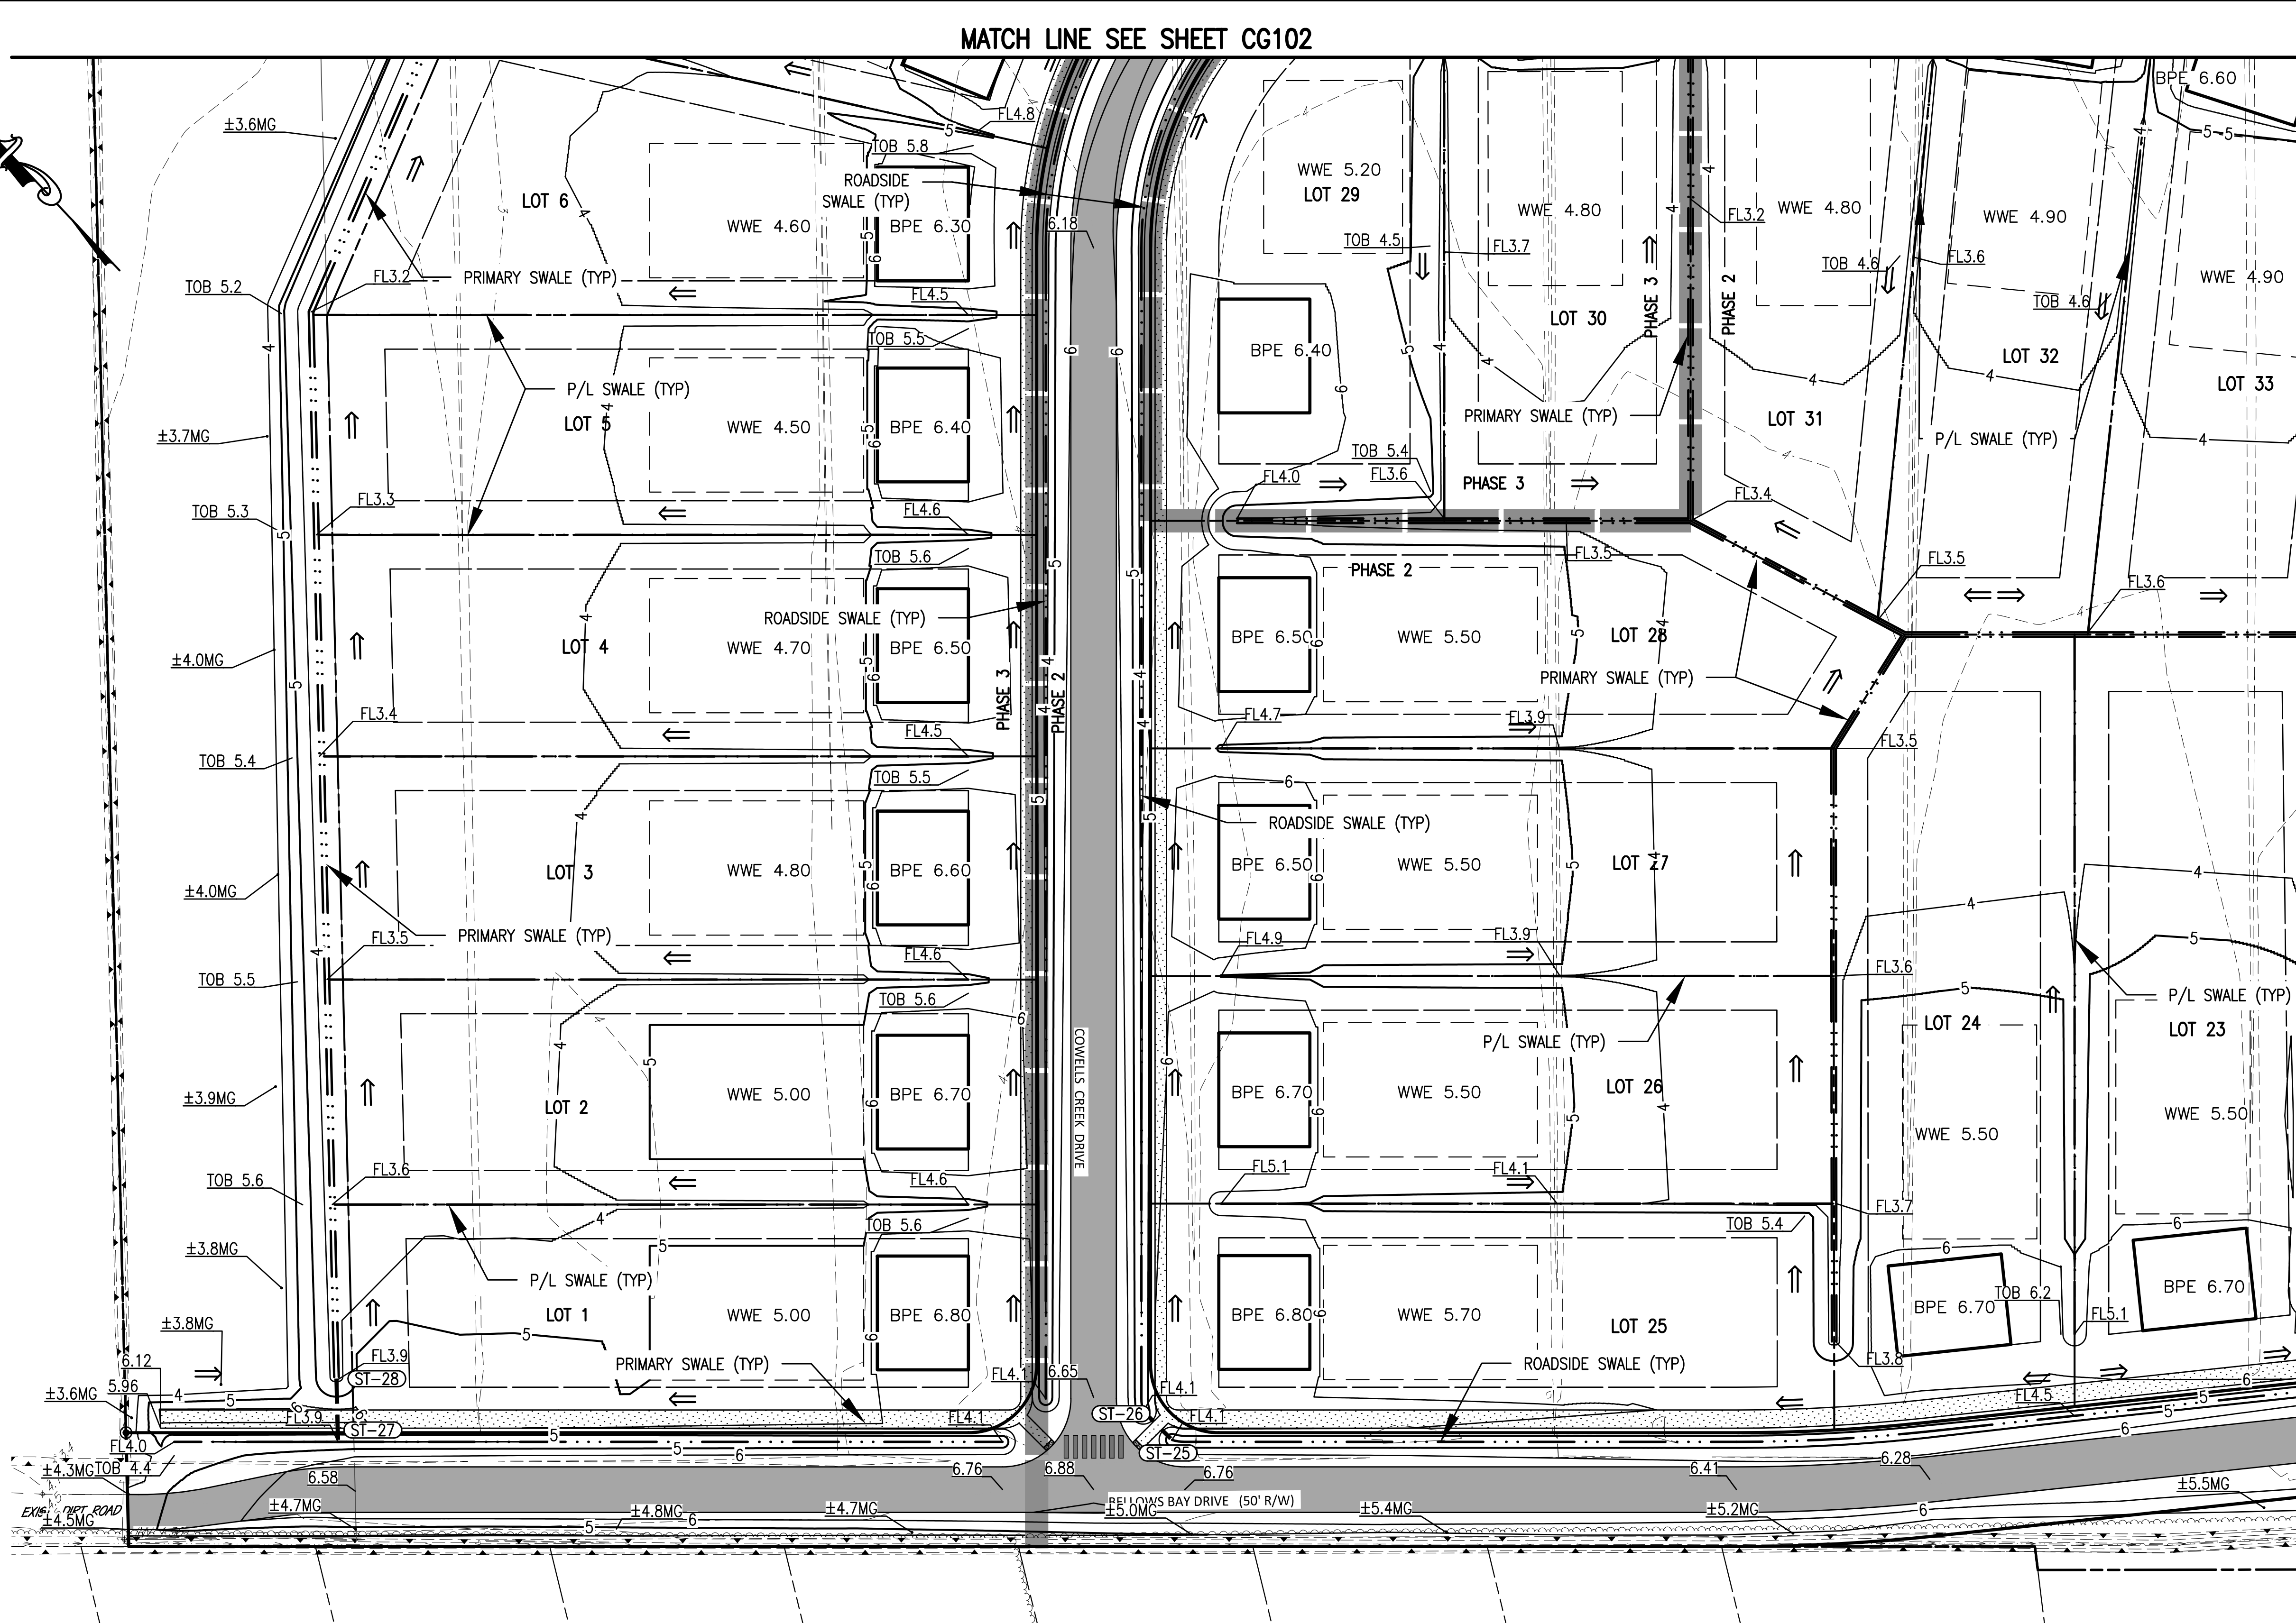 MATCH LINE SEE SHEET CG102
BPE 6.60
±3.6MG
FL4.8
5
4
5
5
4
TOB 5.8
ROADSIDE
SWALE (TYP)
WWE 5.20
LOT 29
4
LOT 6
4
3
WWE 4.60
BPE 6.30
6.18
WWE 4.80
FL3.2
WWE 4.80
WWE 4.90
TOB 4.5
FL3.7
TOB 4.6
FL3.6
WWE 4.90
FL3.2
PRIMARY SWALE (TYP)
TOB 5.2
FL4.5
LOT 30
PHASE 3
PHASE 2
TOB 4.6
TOB 5.5
BPE 6.40
LOT 32
LOT 33
P/L SWALE (TYP)
LOT 5
WWE 4.50
BPE 6.40
PRIMARY SWALE (TYP)
LOT 31
±3.7MG
P/L SWALE (TYP)
TOB 5.4
FL3.6
FL4.0
PHASE 3
FL3.4
FL3.3
TOB 5.3
FL4.6
TOB 5.6
FL3.5
FL3.5
PHASE 2
FL3.6
ROADSIDE SWALE (TYP)
LOT 4
WWE 4.70
BPE 6.50
BPE 6.50
WWE 5.50
LOT 28
±4.0MG
PRIMARY SWALE (TYP)
PHASE 3
PHASE 2
FL3.4
FL4.7
FL3.9
FL4.5
FL3.5
TOB 5.4
TOB 5.5
ROADSIDE SWALE (TYP)
LOT 3
WWE 4.80
BPE 6.60
BPE 6.50
WWE 5.50
LOT 27
±4.0MG
PRIMARY SWALE (TYP)
FL3.5
FL4.9
FL3.9
FL4.6
FL3.6
TOB 5.5
TOB 5.6
P/L SWALE (TYP)
P/L SWALE (TYP)
LOT 24
LOT 23
LOT 2
WWE 5.00
BPE 6.70
COWELLS CREEK DRIVE
BPE 6.70
WWE 5.50
LOT 26
WWE 5.50
WWE 5.50
±3.9MG
FL3.6
FL5.1
FL4.1
TOB 5.6
FL4.6
FL3.7
TOB 5.6
TOB 5.4
±3.8MG
P/L SWALE (TYP)
LOT 1
WWE 5.00
BPE 6.80
BPE 6.80
WWE 5.70
LOT 25
BPE 6.70
TOB 6.2
BPE 6.70
FL5.1
±3.8MG
6.12
FL3.9
ST-28
PRIMARY SWALE (TYP)
FL4.1
6.65
ROADSIDE SWALE (TYP)
FL3.8
±3.6MG
5.96
FL4.1
FL4.5
FL3.9
ST-27
FL4.1
ST-26
FL4.1
FL4.0
ST-25
±4.3MG
TOB 4.4
6.58
6.76
6.88
6.76
6.41
6.28
EXIST. DIRT ROAD
±4.5MG
±4.7MG
±4.8MG
±4.7MG
BELLOWS BAY DRIVE (50' R/W)
±5.0MG
±5.4MG
±5.2MG
±5.5MG